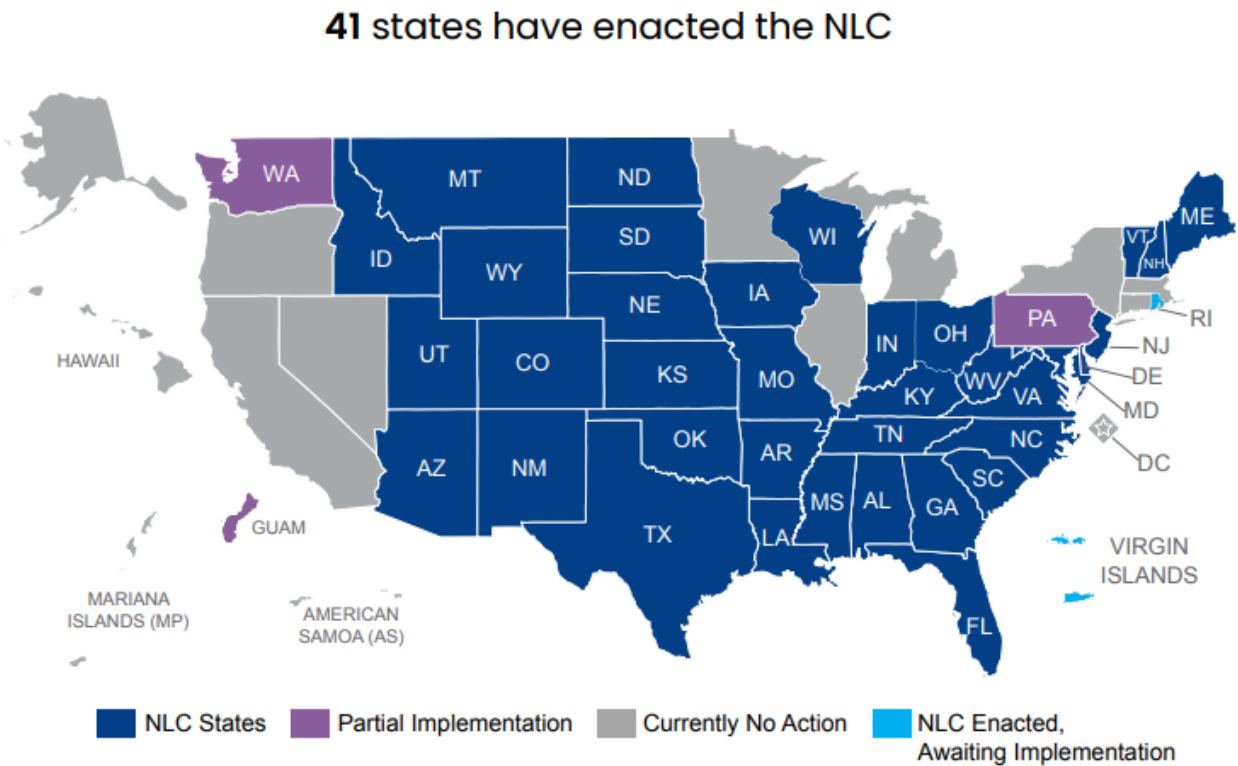 41 states have enacted the NLC
WA
MT
ND
ME
VT
NH
SD
WI
ID
WY
IA
NE
PA
RI
OH
NJ
IN
UT
CO
DE
KS
MO
WV
VA
KY
MD
HAWAII
TN
NC
OK
AR
AZ
NM
DC
SC
MS
AL
GA
GUAM
TX
LA
VIRGIN
ISLANDS
MARIANA
ISLANDS (MP)
AMERICAN
SAMOA (AS)
FL
NLC States
Partial Implementation
Currently No Action
NLC Enacted,
Awaiting Implementation